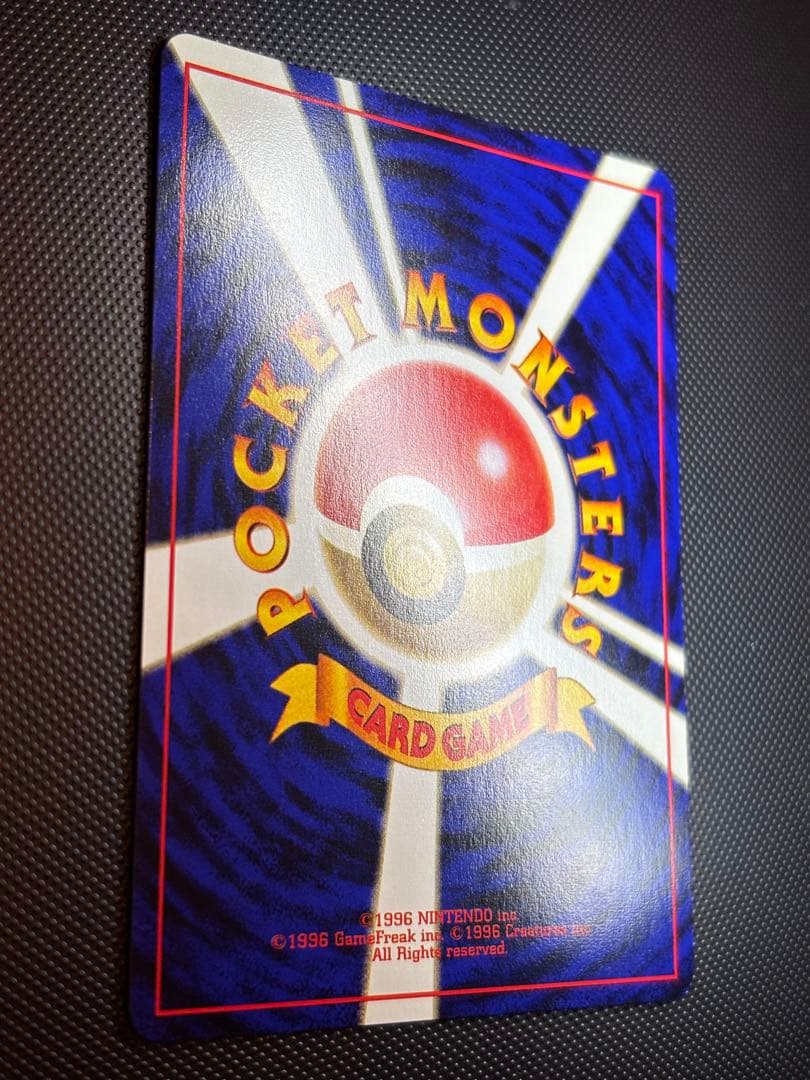 POCKET MONSTERS
CARD GAME
©1996 NINTENDO inc.
©1996 GameFreak inc. ©1996 Creatures inc.
All Rights reserved.